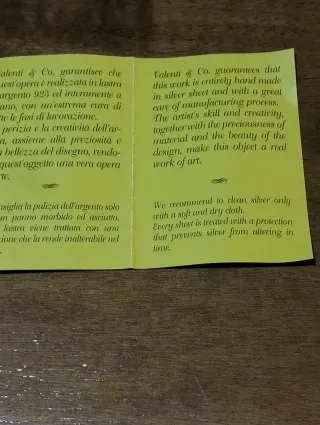 Valenti & Co. garantisce che
quest'opera è realizzata in lastra
argento 925 ed interamente a
ano, con un'estrema cura di
tte le fasi di lavorazione.
perizia e la creatività dell'ar-
a, assieme alla preziosità e
a bellezza del disegno, rendo-
quest'oggetto una vera opera
rte.
nsiglia la pulizia dell'argento solo
un panno morbido ed asciutto.
lastra viene trattata con una
zione che la rende inalterabile nel
Valenti & Co. guarantees that
this work is entirely hand made
in silver sheet and with a great
care of manufacturing process.
The artist's skill and creativity,
together with the preciousness of
material and the beauty of the
design, make this object a real
work of art.
We recommend to clean silver only
with a soft and dry cloth.
Every sheet is treated with a protection
that prevents silver from altering in
time.